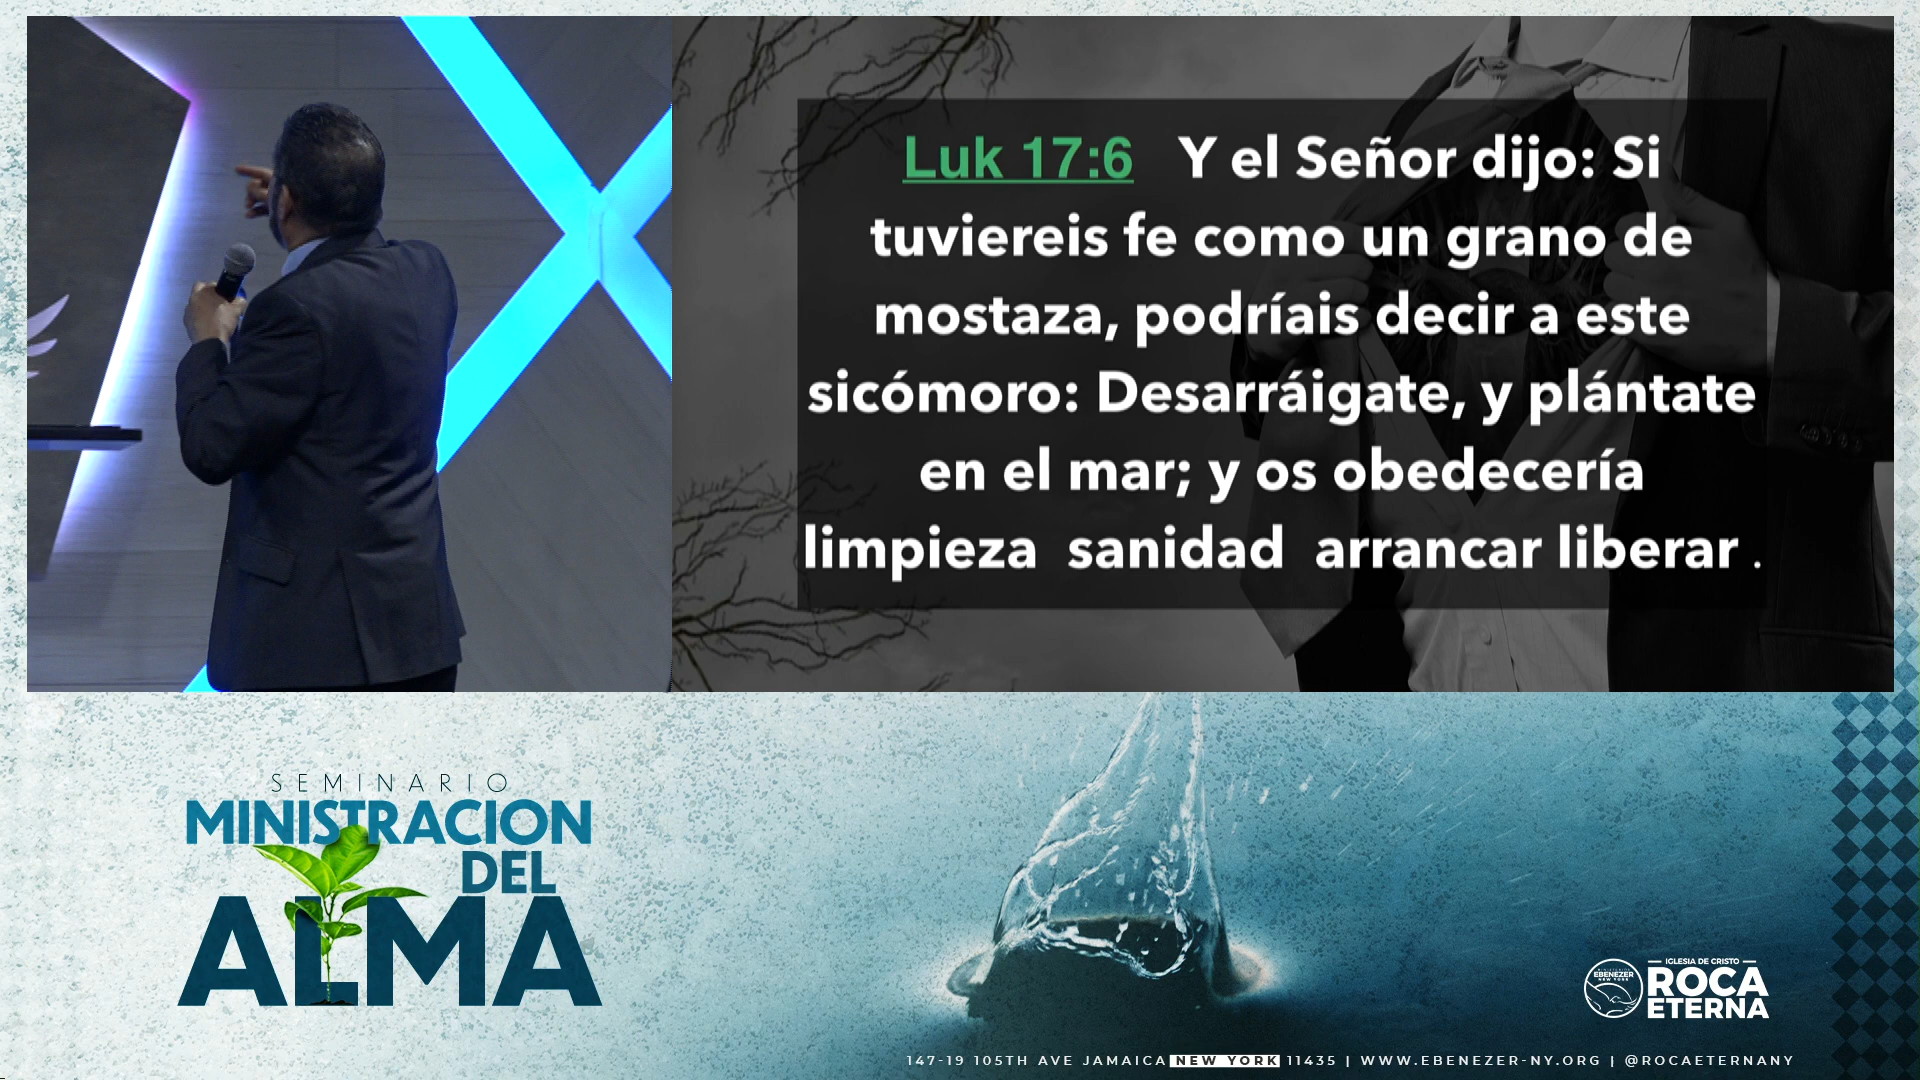 Luk 17:6 Y el Señor dijo: Si
tuviereis fe como un grano de
mostaza, podríais decir a este
sicómoro: Desarráigate, y plántate
en el mar; y os obedecería
limpieza sanidad arrancar liberar .
SEMINARIO
MINISTRACION
DEL
ALMA
EBENEZER
IGLESIA DE CRISTO
ROCA
ETERNA
147-19 105TH AVE JAMAICA NEW YORK 11435 | WWW.EBENEZER-NY.ORG | @ROCAETERNANY